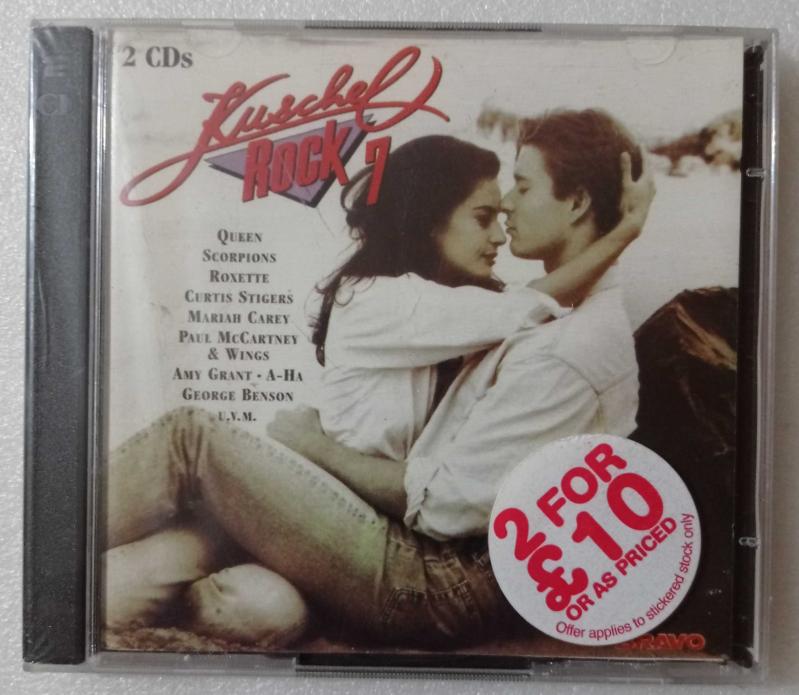 2 CDs
Kuschel
Rock 7
Queen
Scorpions
Roxette
Curtis Stigers
Mariah Carey
Paul McCartney
& Wings
Amy Grant · A-Ha
George Benson
u.v.m.
2 FOR
£10
OR AS PRICED
Offer applies to stickered stock only
BRAVO